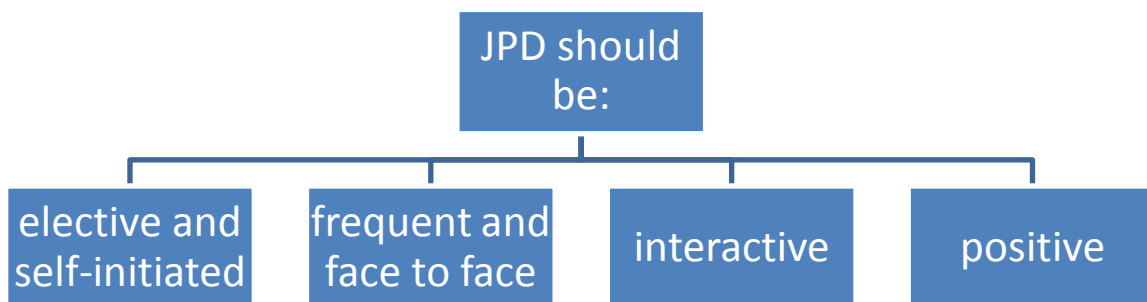 JPD should
be:
elective and
self-initiated
frequent and
face to face
interactive
positive